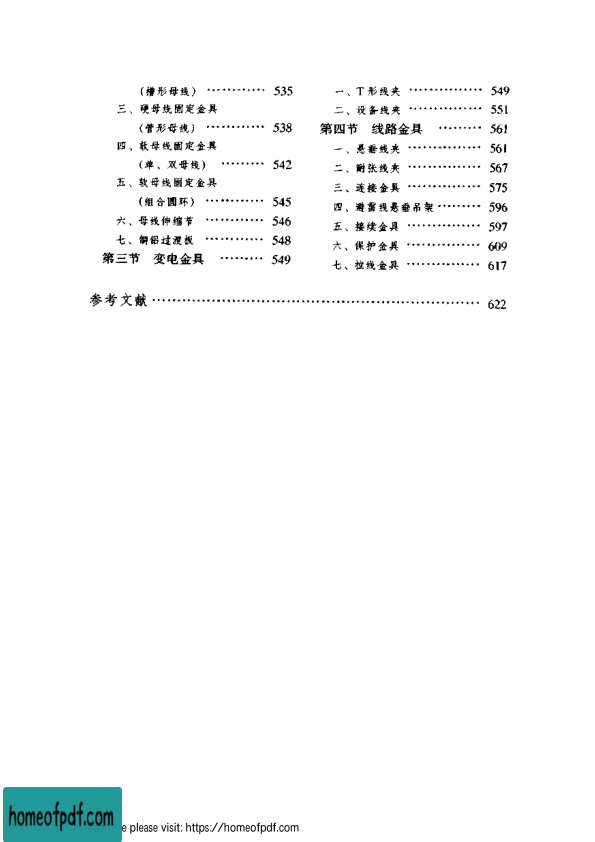 (槽形母线) ………… 535
三、硬母线固定金具
(管形母线) ………… 538
四、软母线固定金具
(单、双母线) ……… 542
五、软母线固定金具
(组合圆环) ………… 545
六、母线伸缩节 ………… 546
七、铜铝过渡板 ………… 548
第三节 变电金具 ……… 549
一、T形线夹 …………… 549
二、设备线夹 …………… 551
第四节 线路金具 ……… 561
一、悬垂线夹 …………… 561
二、耐张线夹 …………… 567
三、连接金具 …………… 575
四、避雷线悬垂吊架 ……… 596
五、接续金具 …………… 597
六、保护金具 …………… 609
七、拉线金具 …………… 617
参考文献 ……………………………………………………… 622
homeofpdf.com
e please visit: https://homeofpdf.com